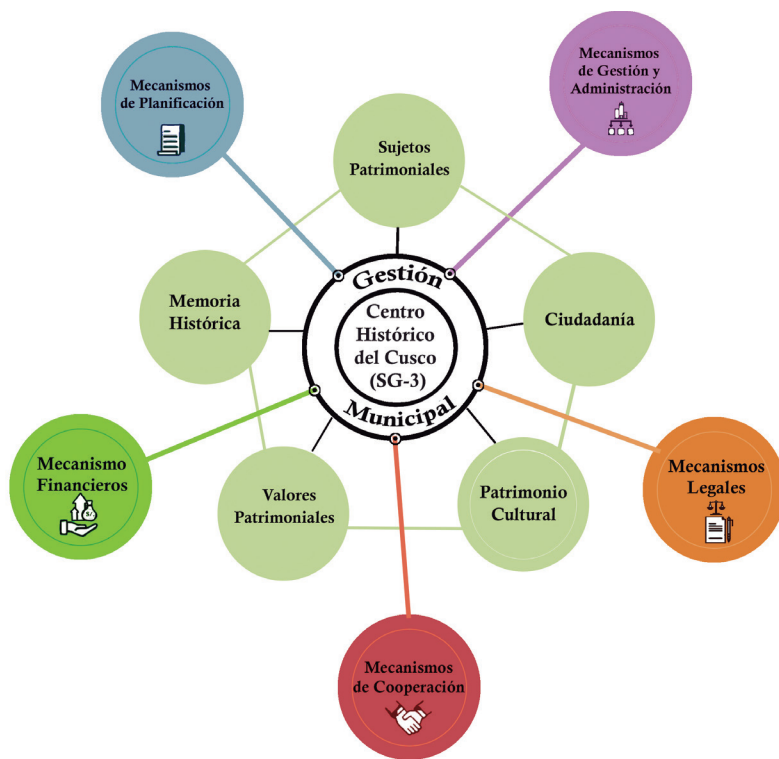 Mecanismos
de Planificación
Mecanismos
de Gestión y
Administración
Sujetos
Patrimoniales
Memoria
Histórica
Gestión
Centro
Histórico
del Cusco
(SG-3)
Municipal
Ciudadanía
Mecanismo
Financieros
S/.
Valores
Patrimoniales
Patrimonio
Cultural
Mecanismos
Legales
Mecanismos
de Cooperación